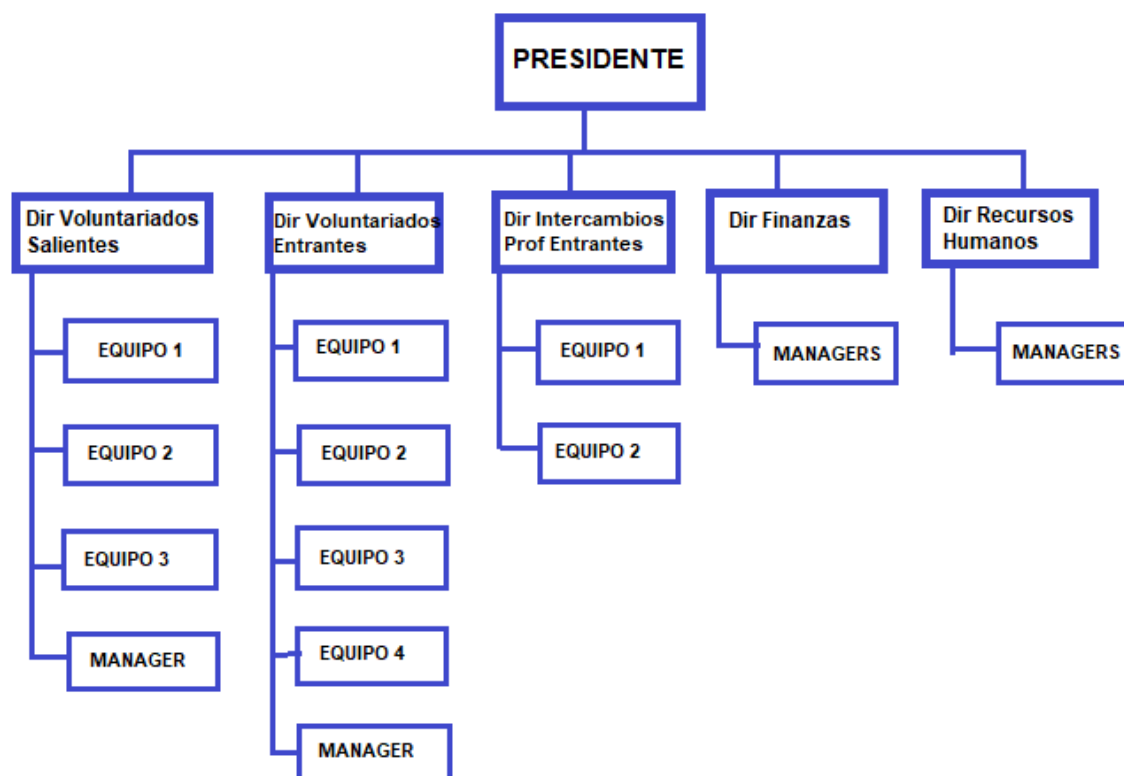 PRESIDENTE
Dir Voluntariados
Salientes
EQUIPO 1
EQUIPO 2
EQUIPO 3
MANAGER
Dir Voluntariados
Entrantes
EQUIPO 1
EQUIPO 2
EQUIPO 3
EQUIPO 4
MANAGER
Dir Intercambios
Prof Entrantes
EQUIPO 1
EQUIPO 2
Dir Finanzas
MANAGERS
Dir Recursos
Humanos
MANAGERS